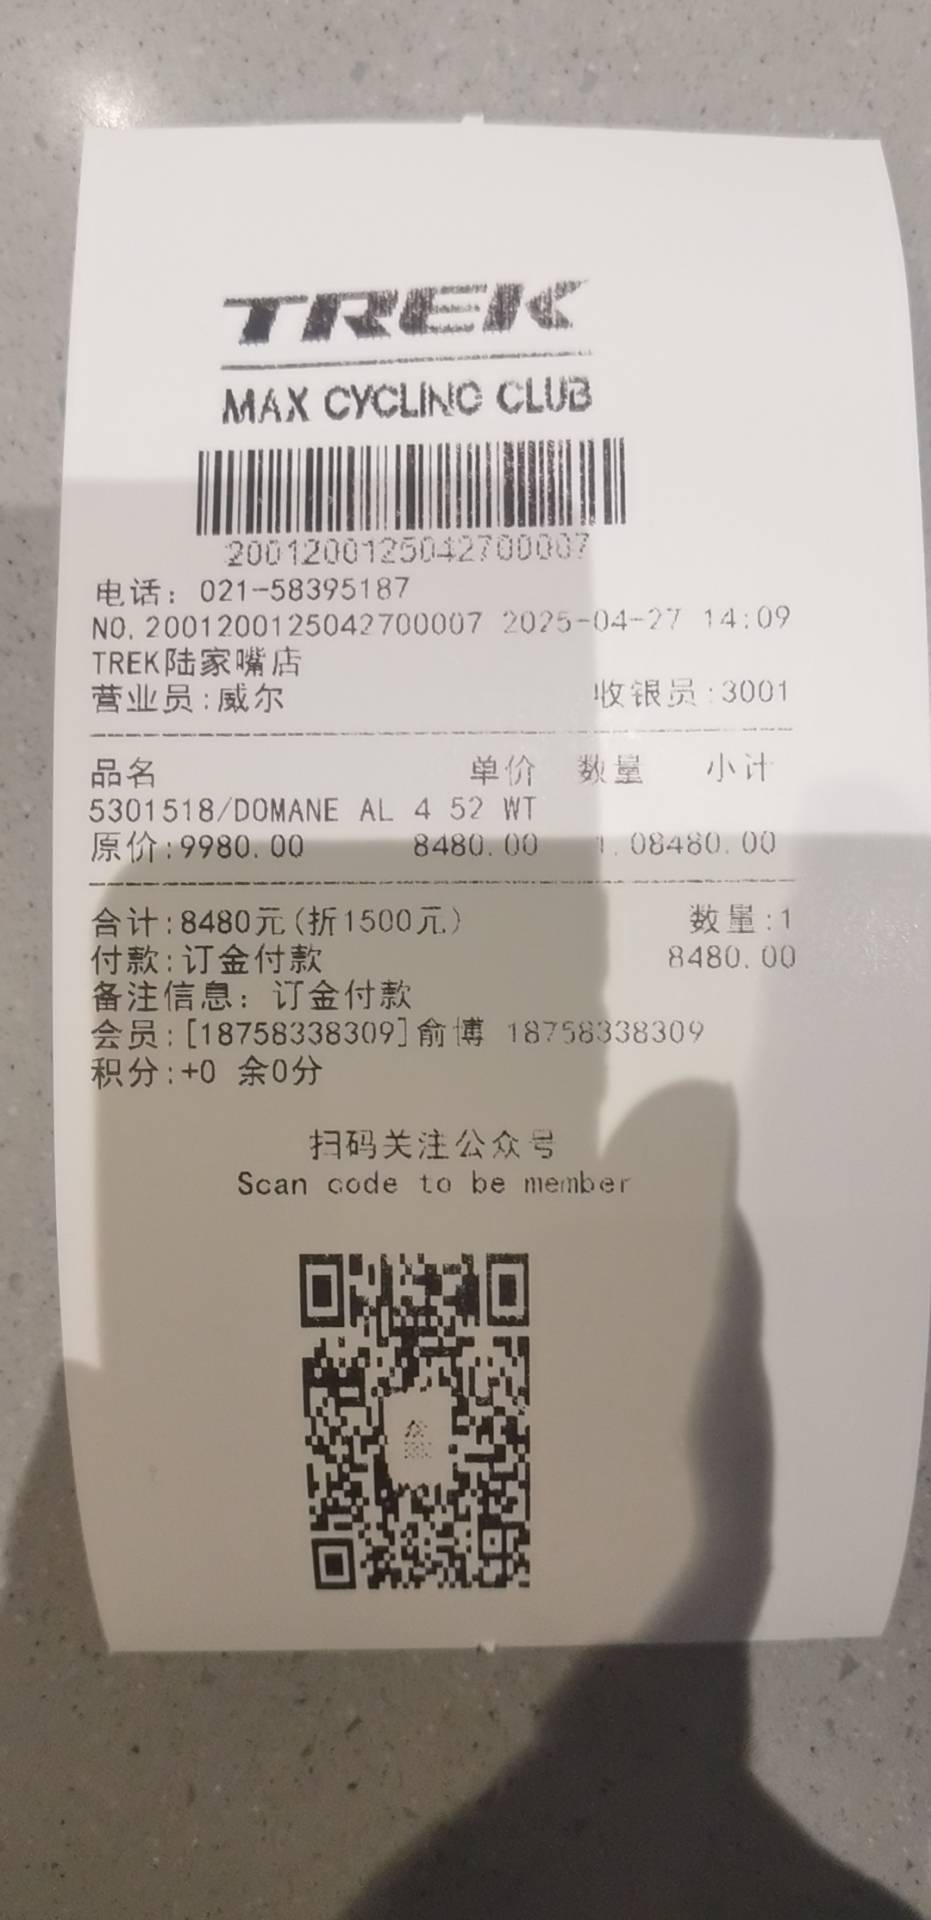 TREK
MAX CYCLING CLUB
2001200125042700007
电话：021-58395187
NO.2001200125042700007 2025-04-27 14:09
TREK陆家嘴店
营业员:威尔 收银员:3001
品名 单价 数量 小计
5301518/DOMANE AL 4 52 WT
原价:9980.00 8480.00 1.08480.00
合计:8480元(折1500元) 数量:1
付款:订金付款 8480.00
备注信息：订金付款
会员:[18758338309]俞博 18758338309
积分:+0 余0分
扫码关注公众号
Scan code to be member